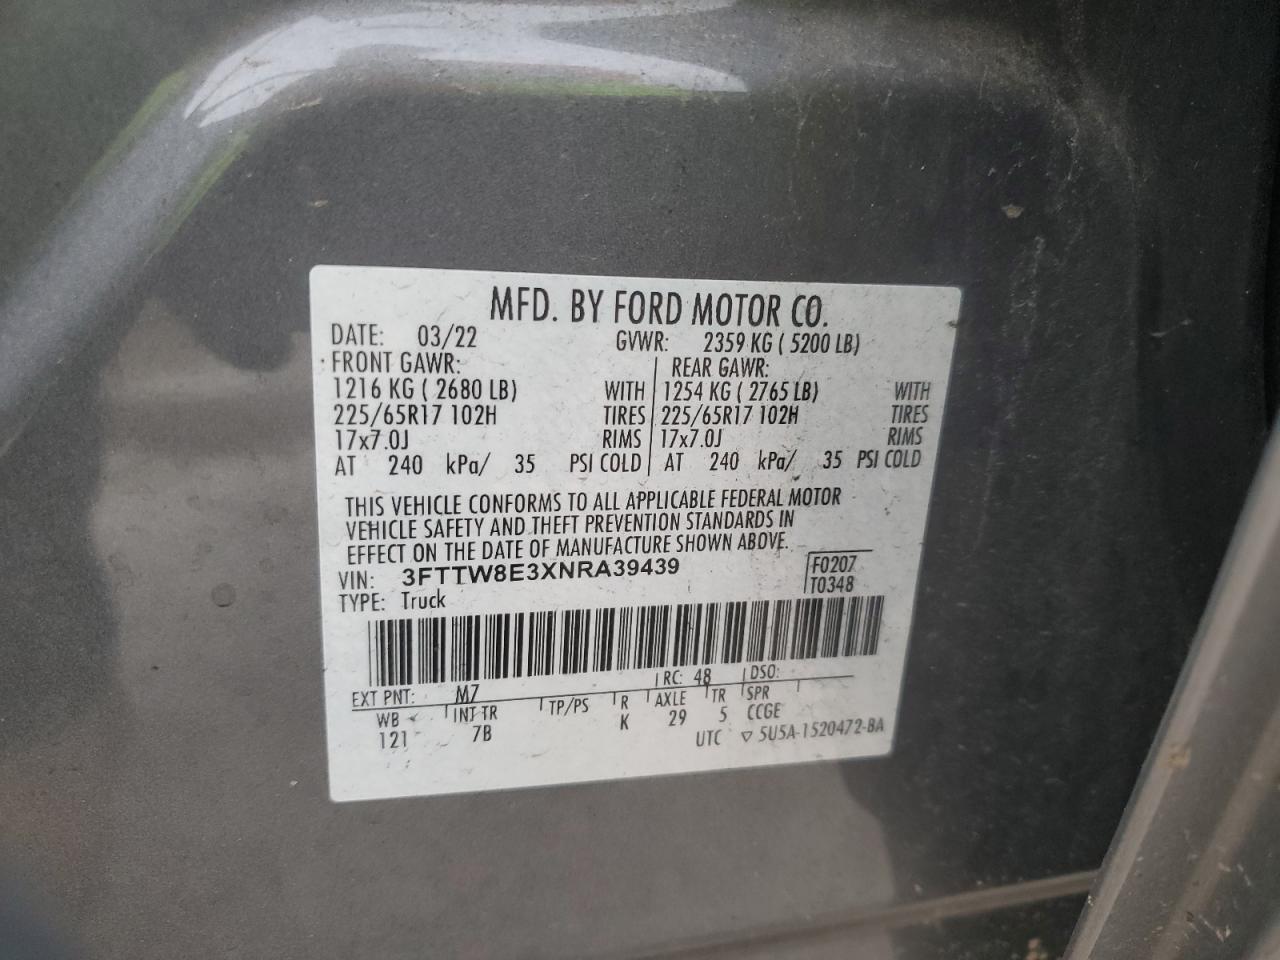 MFD. BY FORD MOTOR CO.
DATE: 03/22 GVWR: 2359 KG ( 5200 LB)
FRONT GAWR: REAR GAWR:
1216 KG ( 2680 LB) WITH 1254 KG ( 2765 LB) WITH
225/65R17 102H TIRES 225/65R17 102H TIRES
17x7.0J RIMS 17x7.0J RIMS
AT 240 kPa/ 35 PSI COLD AT 240 kPa/ 35 PSI COLD
THIS VEHICLE CONFORMS TO ALL APPLICABLE FEDERAL MOTOR
VEHICLE SAFETY AND THEFT PREVENTION STANDARDS IN
EFFECT ON THE DATE OF MANUFACTURE SHOWN ABOVE.
VIN: 3FTTW8E3XNRA39439 F0207
TYPE: Truck T0348
EXT PNT: M7 RC: 48 DSO:
WB INT TR TP/PS R AXLE TR SPR
121 7B K 29 5 CCGE
UTC ▽ 5U5A-1520472-BA